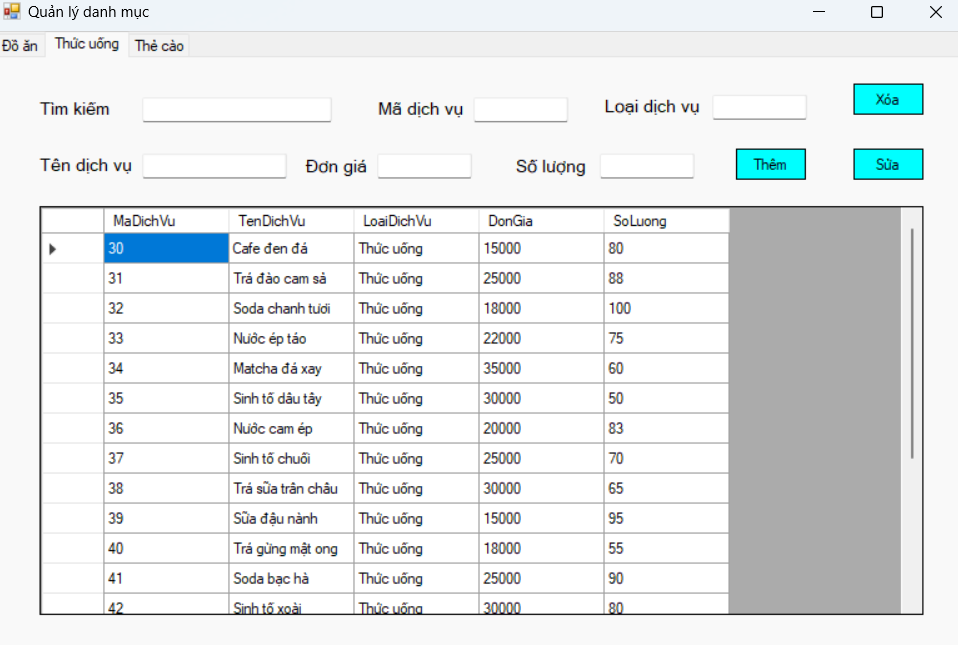 Quản lý danh mục
Đồ ăn Thức uống Thẻ cào
Tìm kiếm Mã dịch vụ Loại dịch vụ Xóa
Tên dịch vụ Đơn giá Số lượng Thêm Sửa
MaDichVu TenDichVu LoaiDichVu DonGia SoLuong
30 Cafe đen đá Thức uống 15000 80
31 Trá đào cam sả Thức uống 25000 88
32 Soda chanh tươi Thức uống 18000 100
33 Nước ép táo Thức uống 22000 75
34 Matcha đá xay Thức uống 35000 60
35 Sinh tố dâu tây Thức uống 30000 50
36 Nước cam ép Thức uống 20000 83
37 Sinh tố chuối Thức uống 25000 70
38 Trá sữa trân châu Thức uống 30000 65
39 Sữa đậu nành Thức uống 15000 95
40 Trá gừng mật ong Thức uống 18000 55
41 Soda bạc hà Thức uống 25000 90
42 Sinh tố xoài Thức uống 30000 80